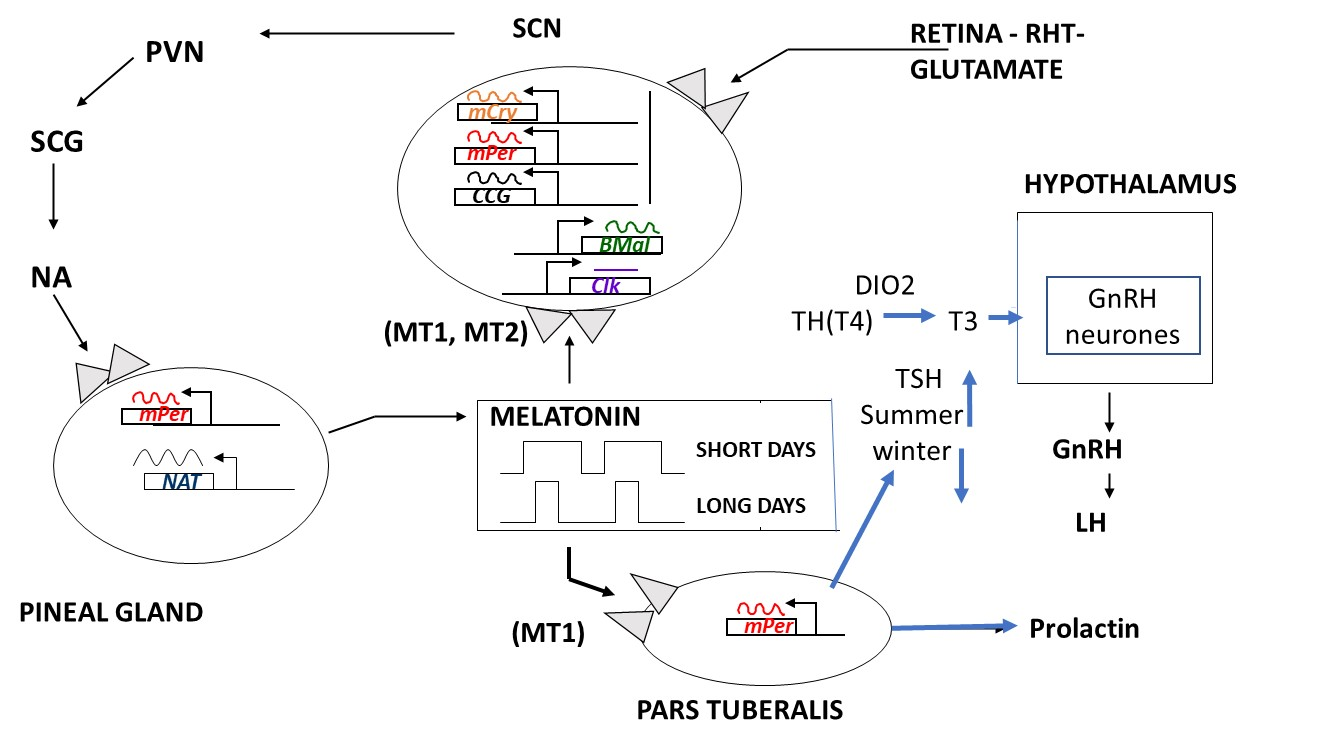 SCN
RETINA - RHT-
GLUTAMATE
PVN
SCG
NA
mCry
mPer
CCG
BMal
Clk
(MT1, MT2)
HYPOTHALAMUS
GnRH
neurones
DIO2
TH(T4)
T3
TSH
Summer
winter
GnRH
LH
mPer
NAT
PINEAL GLAND
MELATONIN
SHORT DAYS
LONG DAYS
(MT1)
mPer
Prolactin
PARS TUBERALIS